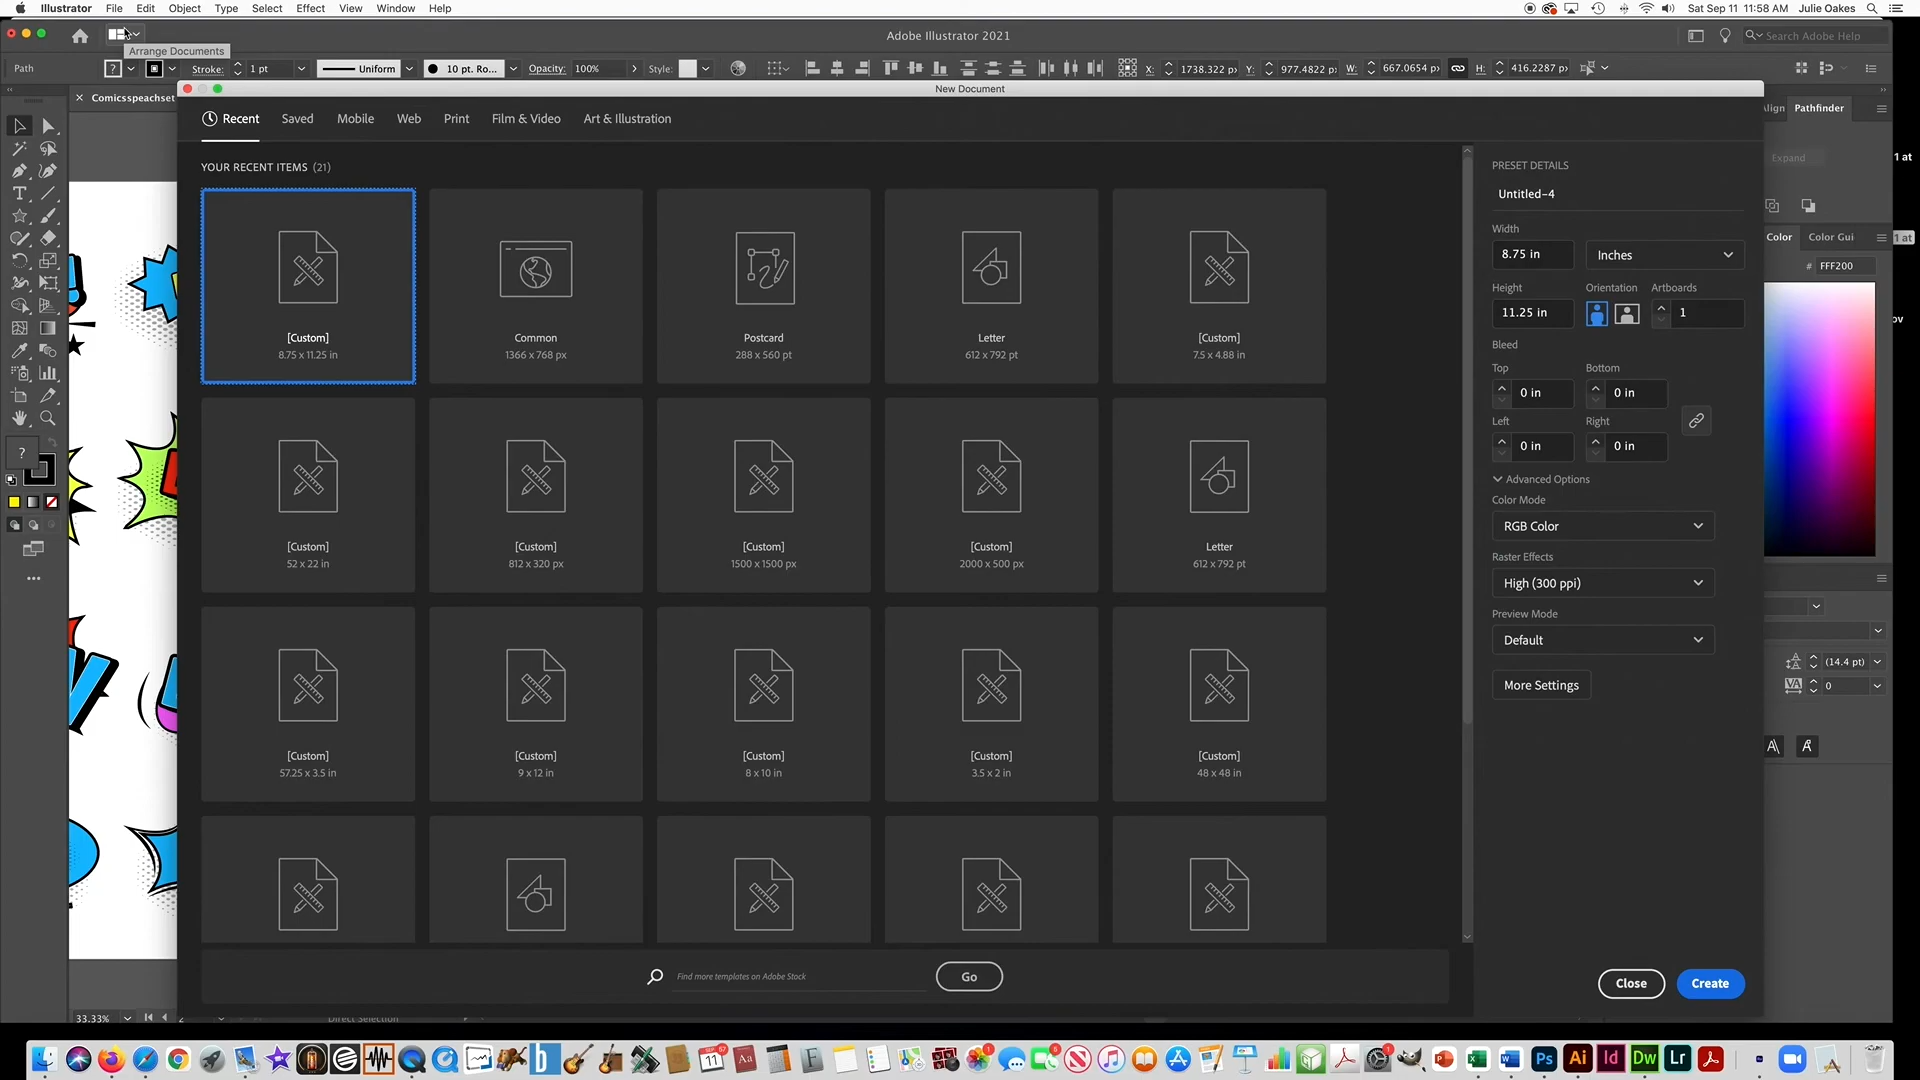 Illustrator File Edit Object Type Select Effect View Window Help
Sat Sep 11 11:58 AM Julie Oakes
Adobe Illustrator 2021
Search Adobe Help
Arrange Documents
Path
?
Stroke: 1 pt
Uniform
10 pt. Ro...
Opacity: 100%
Style:
X: 1738.322 p
Y: 977.4822 p
W: 667.0654 p
H: 416.2287 p
Comicsspeachset
New Document
Recent Saved Mobile Web Print Film & Video Art & Illustration
YOUR RECENT ITEMS (21)
[Custom]
8.75 x 11.25 in
Common
1366 x 768 px
Postcard
288 x 560 pt
Letter
612 x 792 pt
[Custom]
7.5 x 4.88 in
[Custom]
52 x 22 in
[Custom]
812 x 320 px
[Custom]
1500 x 1500 px
[Custom]
2000 x 500 px
Letter
612 x 792 pt
[Custom]
57.25 x 3.5 in
[Custom]
9 x 12 in
[Custom]
8 x 10 in
[Custom]
3.5 x 2 in
[Custom]
48 x 48 in
Find more templates on Adobe Stock
Go
PRESET DETAILS
Untitled-4
Width
8.75 in Inches
Height Orientation Artboards
11.25 in 1
Bleed
Top Bottom
0 in 0 in
Left Right
0 in 0 in
Advanced Options
Color Mode
RGB Color
Raster Effects
High (300 ppi)
Preview Mode
Default
More Settings
Close Create
Pathfinder
Expand
1 at
Color Color Gui
1 at
# FFF200
ov
(14.4 pt)
0
?
33.33%
2
Direct Selection
Ps Ai Id Dw Lr